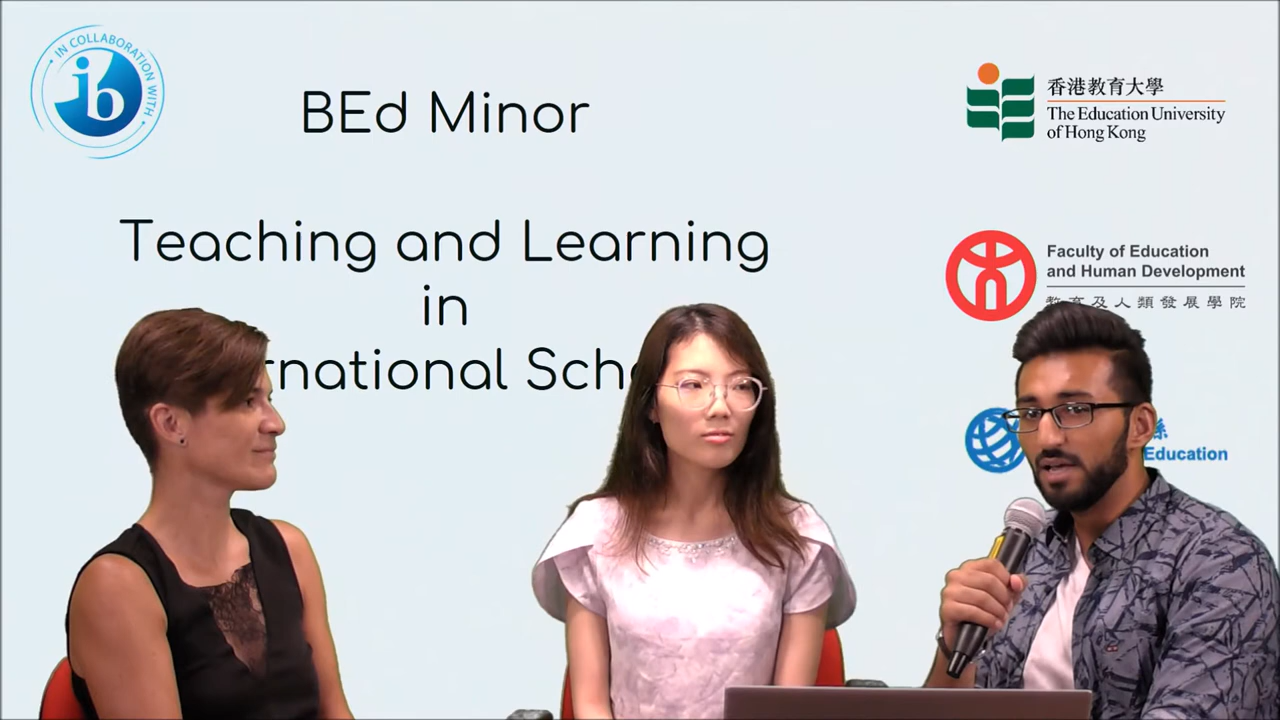 IN COLLABORATION WITH
ib
BEd Minor
Teaching and Learning
in
rnational Sch
香港教育大學
The Education University
of Hong Kong
Faculty of Education
and Human Development
教育及人類發展學院
Education